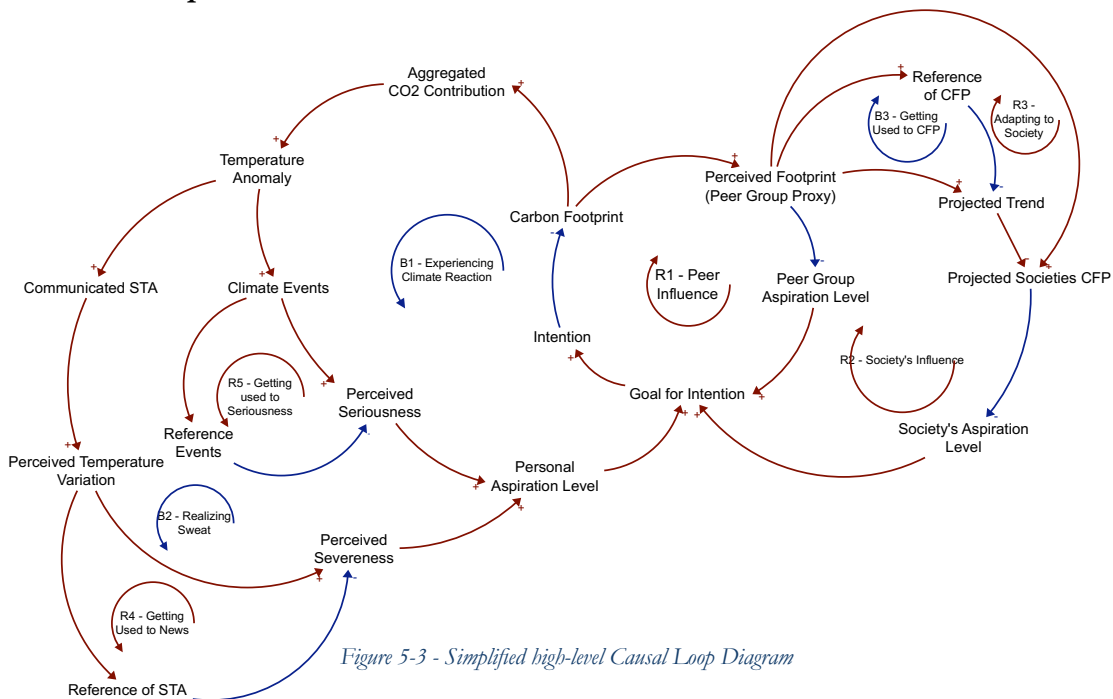 Aggregated
CO2 Contribution
Reference
of CFP
B3 - Getting
Used to CFP
R3 -
Adapting to
Society
Temperature
Anomaly
Perceived Footprint
(Peer Group Proxy)
Projected Trend
Carbon Footprint
B1 - Experiencing
Climate Reaction
R1 - Peer
Influence
Communicated STA
Climate Events
Peer Group
Aspiration Level
Projected Societies CFP
Intention
R2 - Society's Influence
R5 - Getting
used to
Seriousness
Perceived
Seriousness
Goal for Intention
Reference
Events
Society's Aspiration
Level
Perceived Temperature
Variation
Personal
Aspiration Level
B2 - Realizing
Sweat
Perceived
Severeness
R4 - Getting
Used to News
Figure 5-3 - Simplified high-level Causal Loop Diagram
Reference of STA